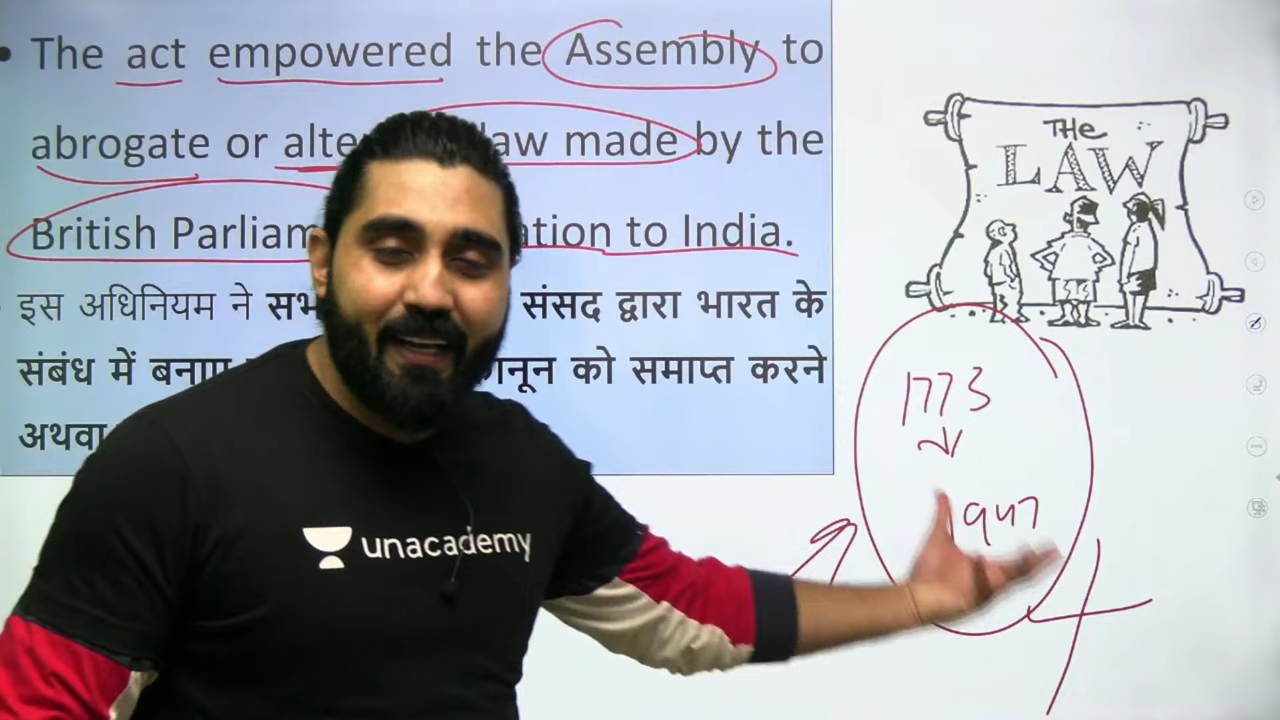 • The act empowered the Assembly to
abrogate or alte law made by the
British Parliam ation to India.
इस अधिनियम ने सभ संसद द्वारा भारत के
संबंध में बनाए कानून को समाप्त करने
अथवा
THE
LAW
1773
1947
unacademy